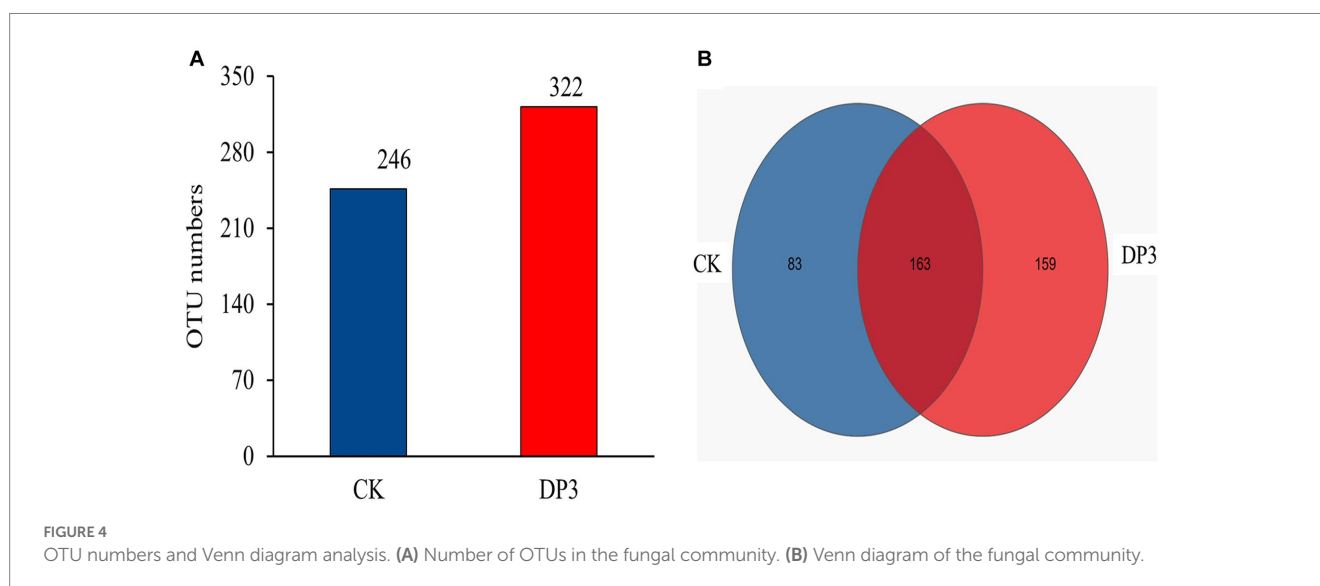 A
OTU numbers
350
280
210
140
70
0
246
322
CK
DP3
B
CK
83
163
159
DP3
FIGURE 4
OTU numbers and Venn diagram analysis. (A) Number of OTUs in the fungal community. (B) Venn diagram of the fungal community.